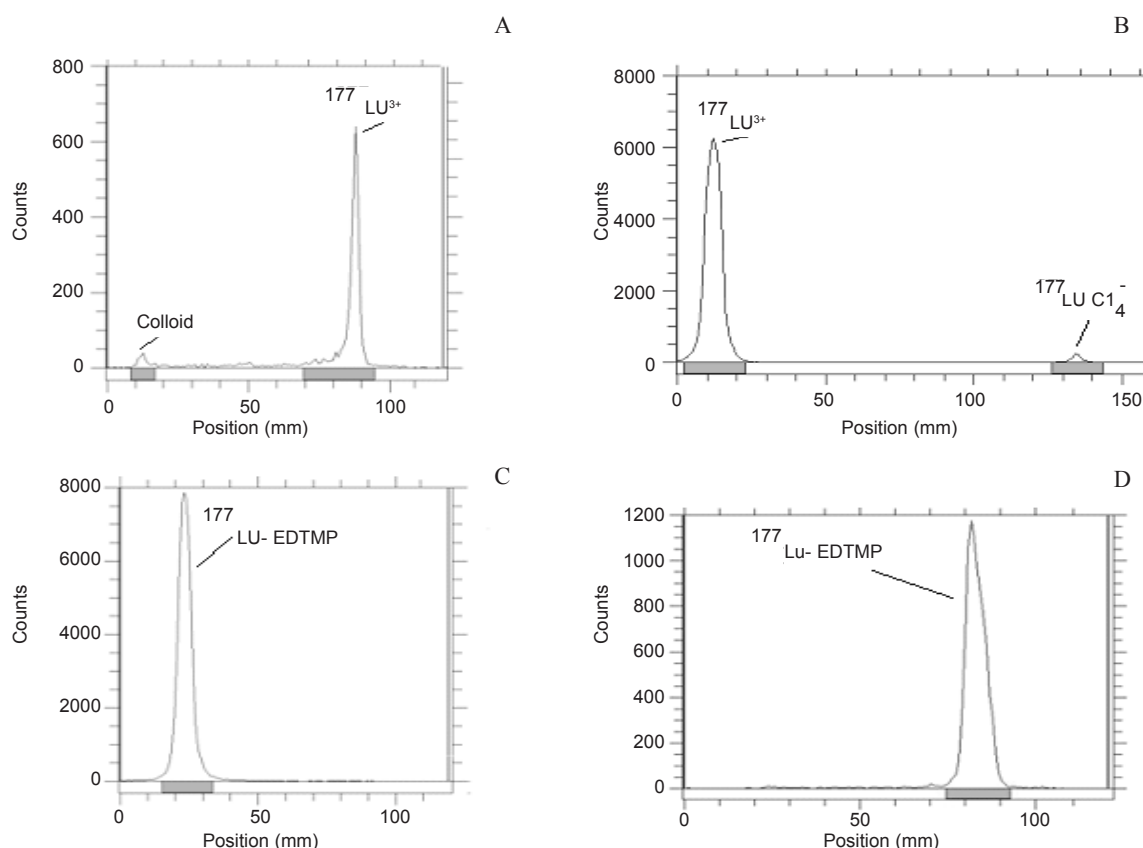 A
800
600
400
200
0
Counts
177
LU³⁺
Colloid
0 50 100
Position (mm)
B
8000
6000
4000
2000
0
Counts
177
LU³⁺
177 LU C1₄⁻
0 50 100 150
Position (mm)
C
8000
6000
4000
2000
0
Counts
177
LU- EDTMP
0 50 100
Position (mm)
D
1200
1000
800
600
400
200
0
Counts
177
Lu- EDTMP
0 50 100
Position (mm)